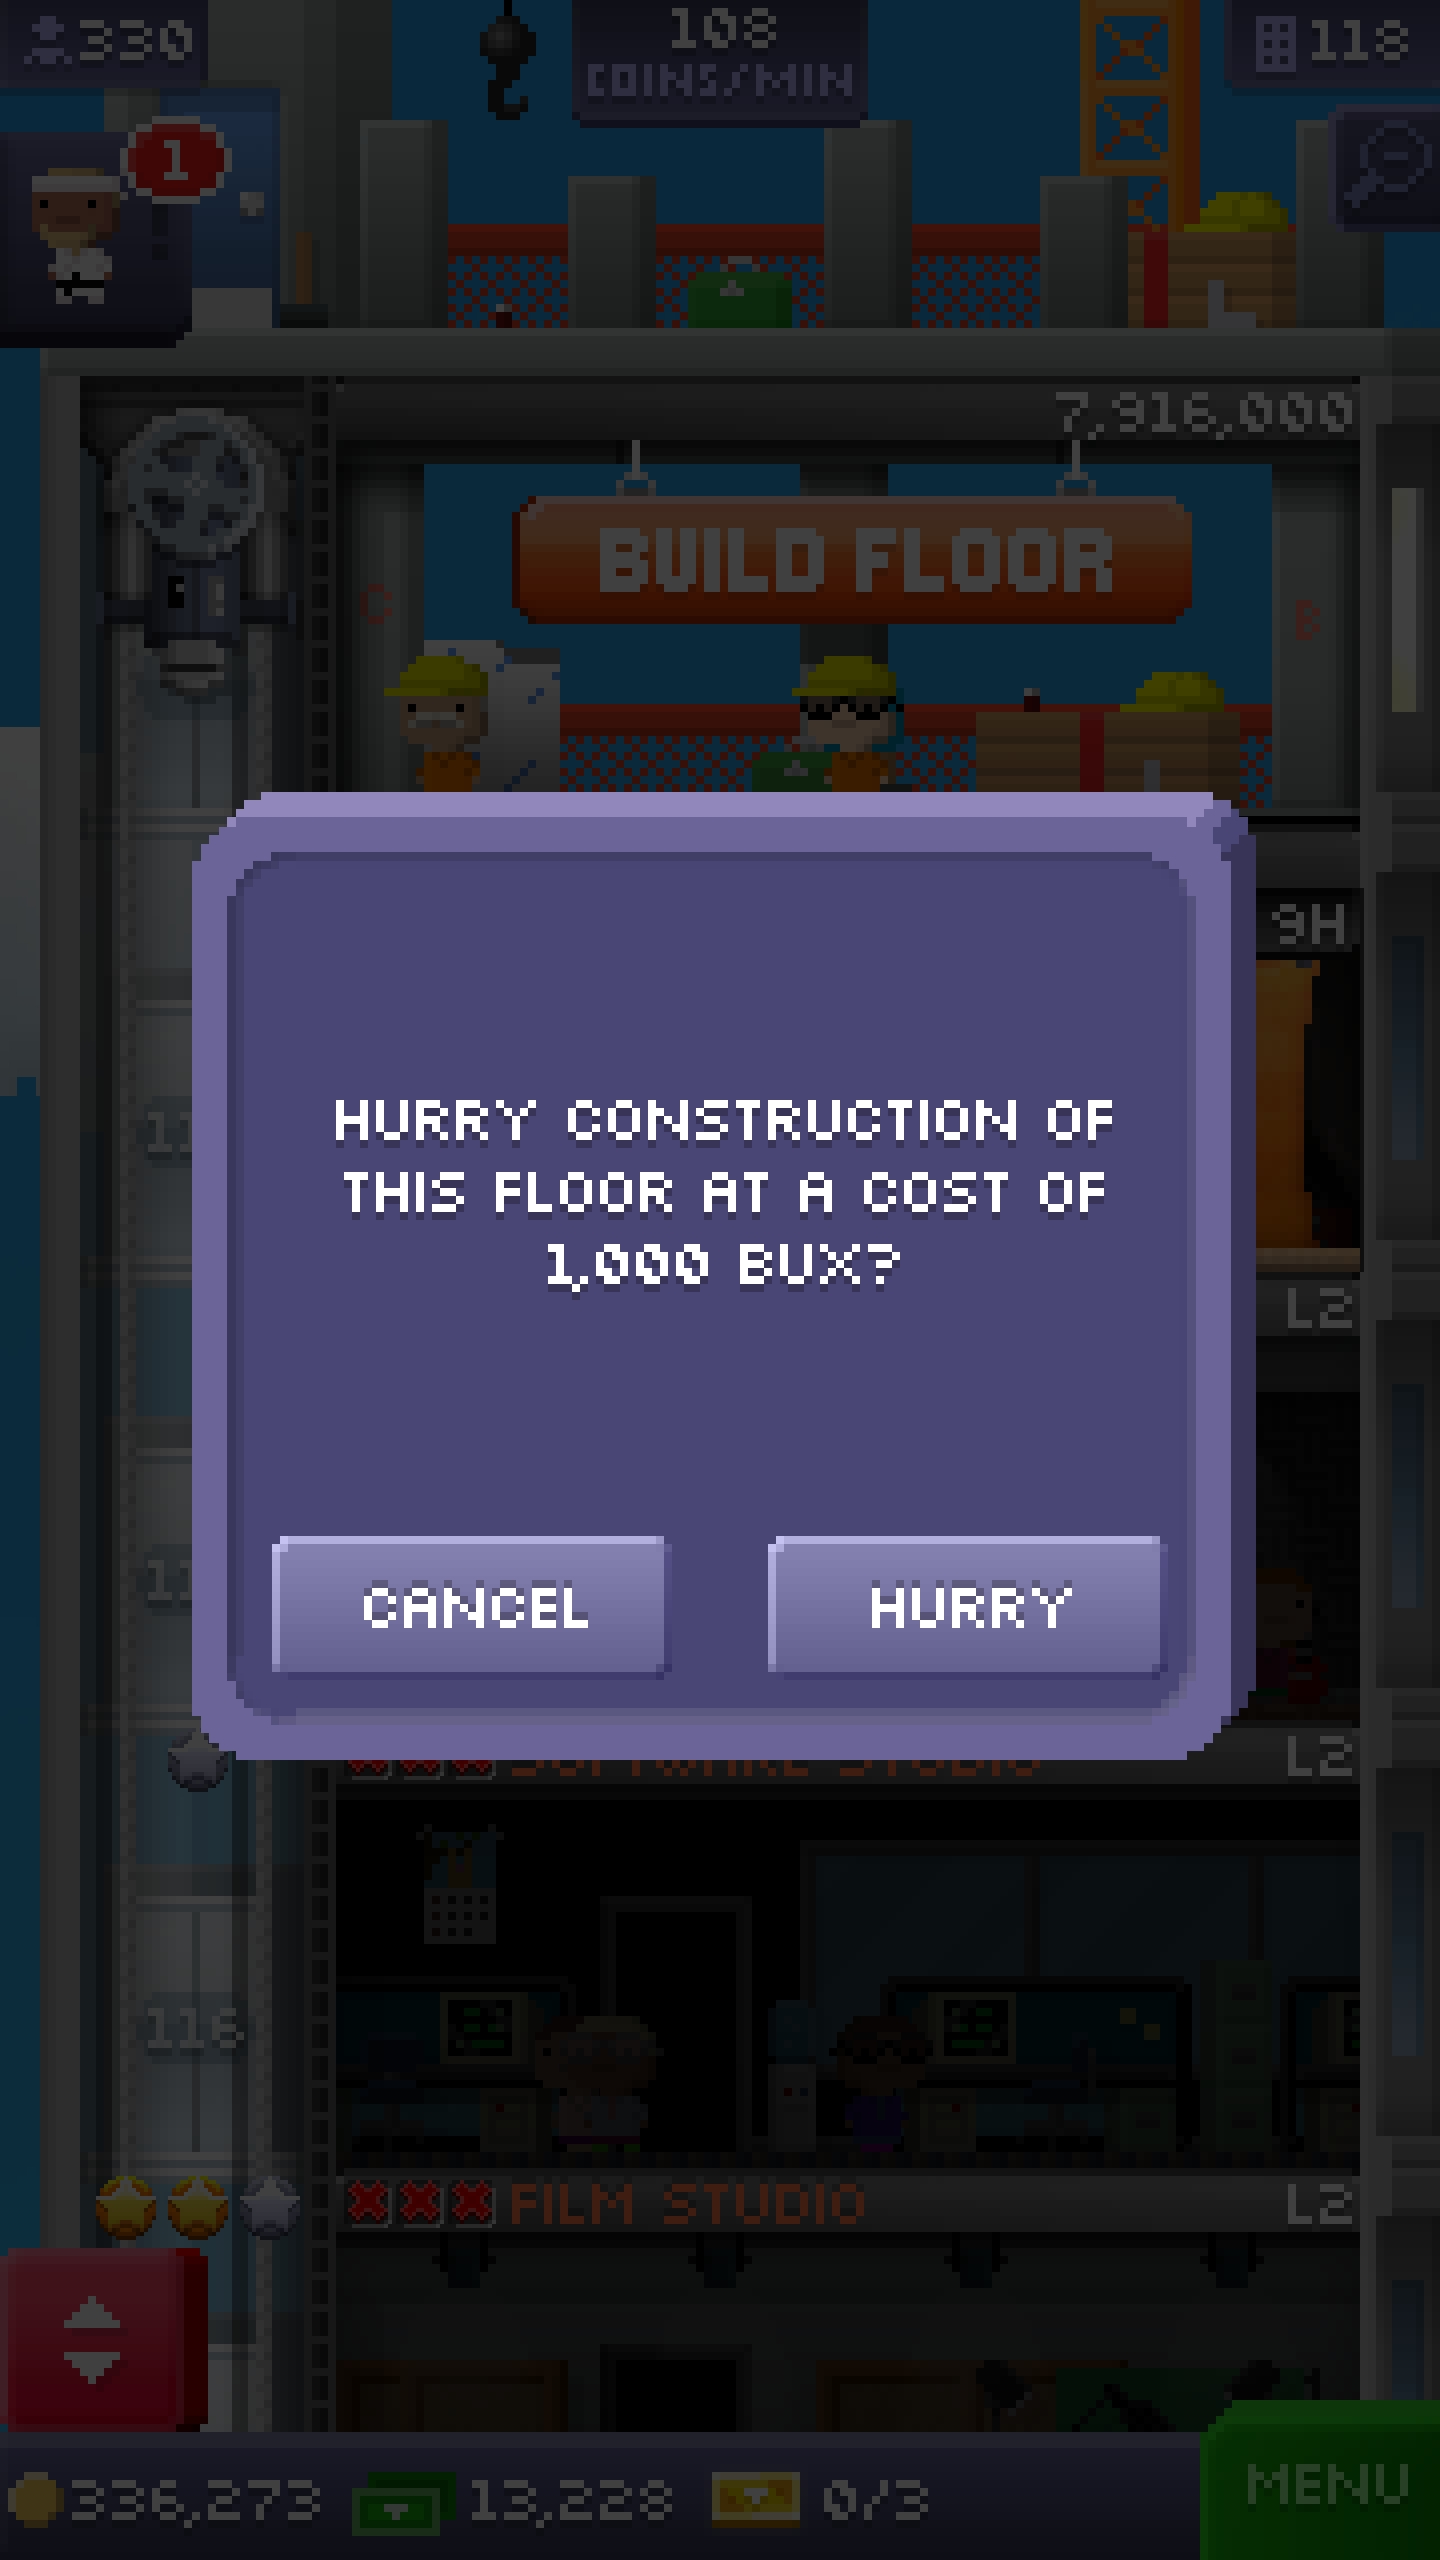 330
108
COINS/MIN
118
1
7,916,000
BUILD FLOOR
C
B
9H
HURRY CONSTRUCTION OF
THIS FLOOR AT A COST OF
1,000 BUX?
L2
CANCEL
HURRY
SOFTWARE STUDIO L2
116
FILM STUDIO L2
336,273
13,228
0/3
MENU